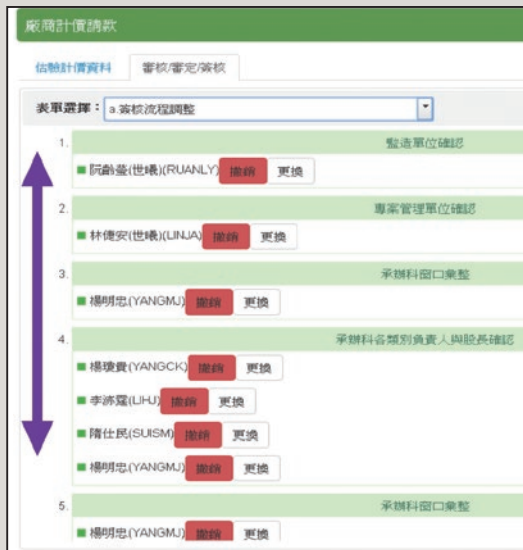 廠商計價請款
估驗計價資料 審核/審定/簽核
表單選擇： a.簽核流程調整
1. 監造單位確認
阮齡瑩(世曦)(RUANLY) 撤銷 更換
2. 專案管理單位確認
林倢安(世曦)(LINJA) 撤銷 更換
3. 承辦科窗口彙整
楊明忠(YANGMJ) 撤銷 更換
4. 承辦科各類別負責人與股長確認
楊瓊貴(YANGCK) 撤銷 更換
(LIHJ) 撤銷 更換
隋仕民(SUISM) 撤銷 更換
楊明忠(YANGMJ) 撤銷 更換
5. 承辦科窗口彙整
楊明忠(YANGMJ) 撤銷 更換